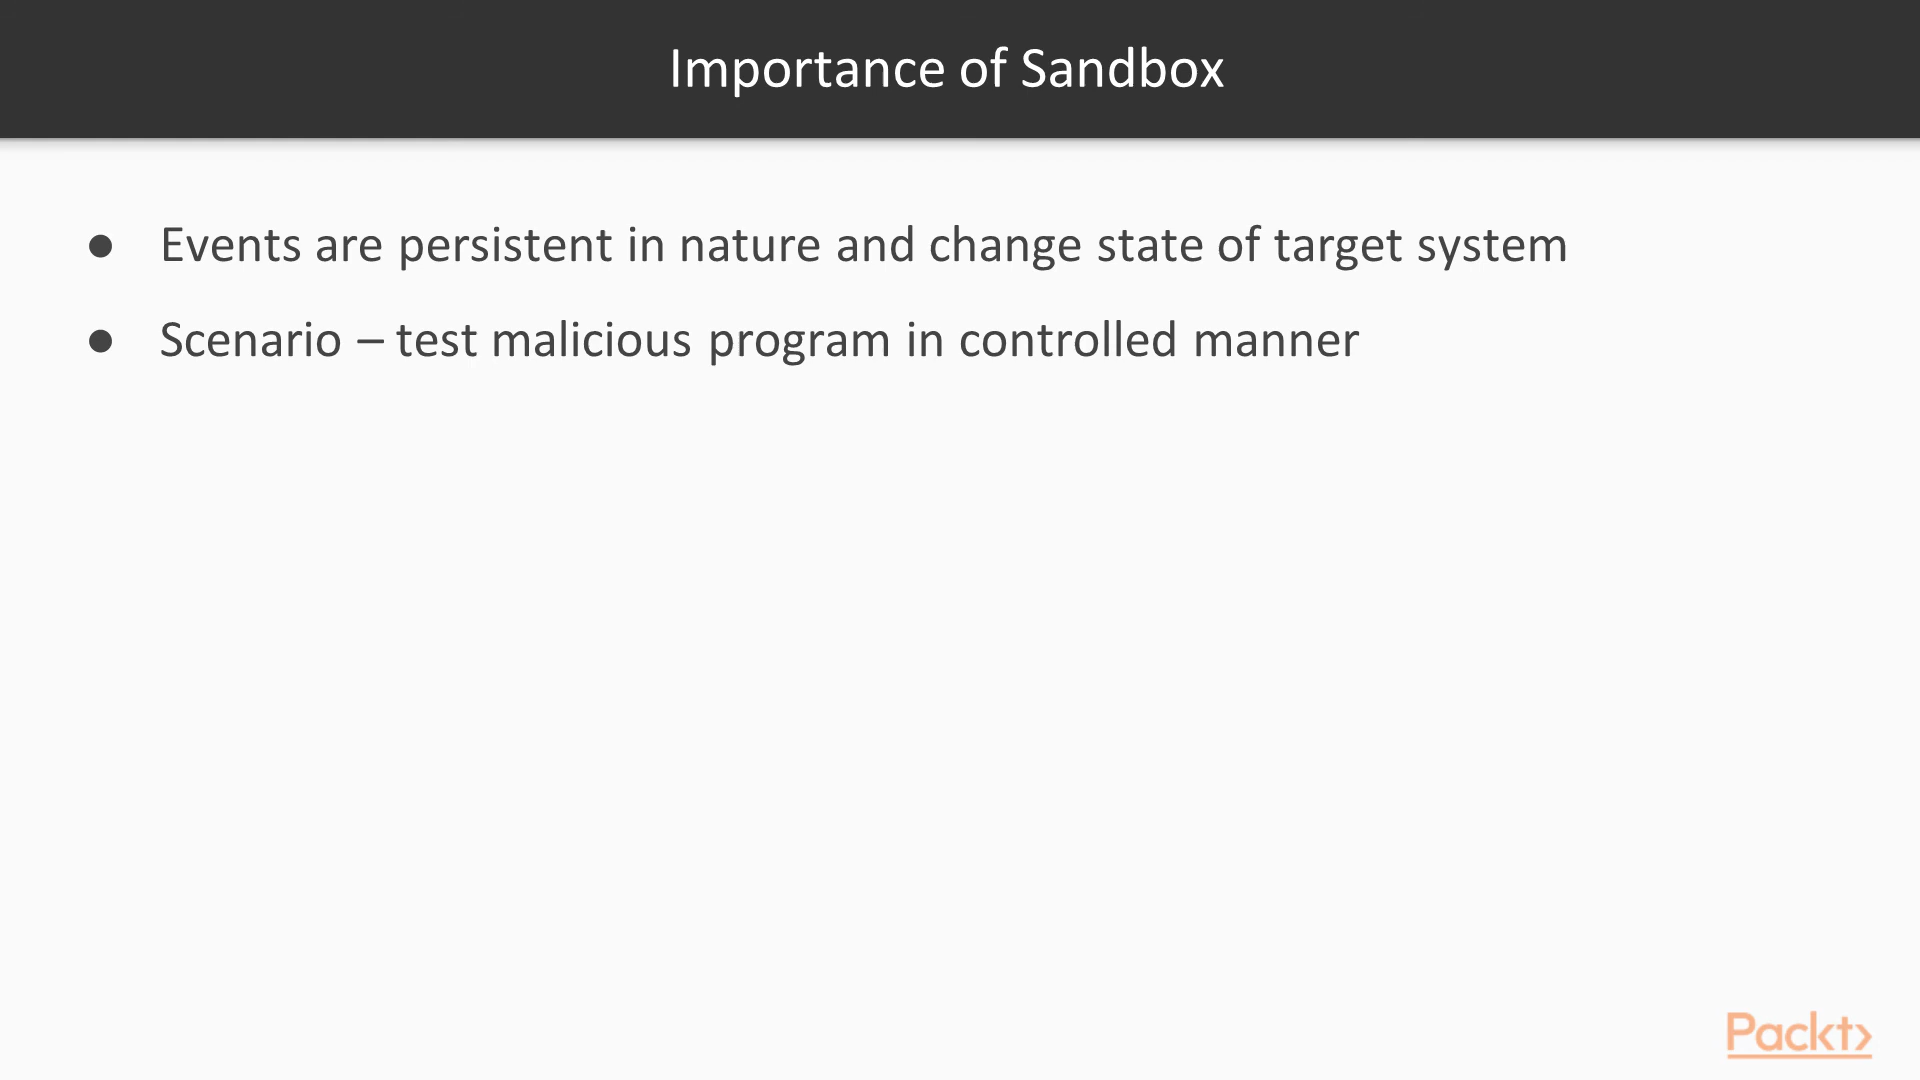 Importance of Sandbox
● Events are persistent in nature and change state of target system
● Scenario – test malicious program in controlled manner
Packt>